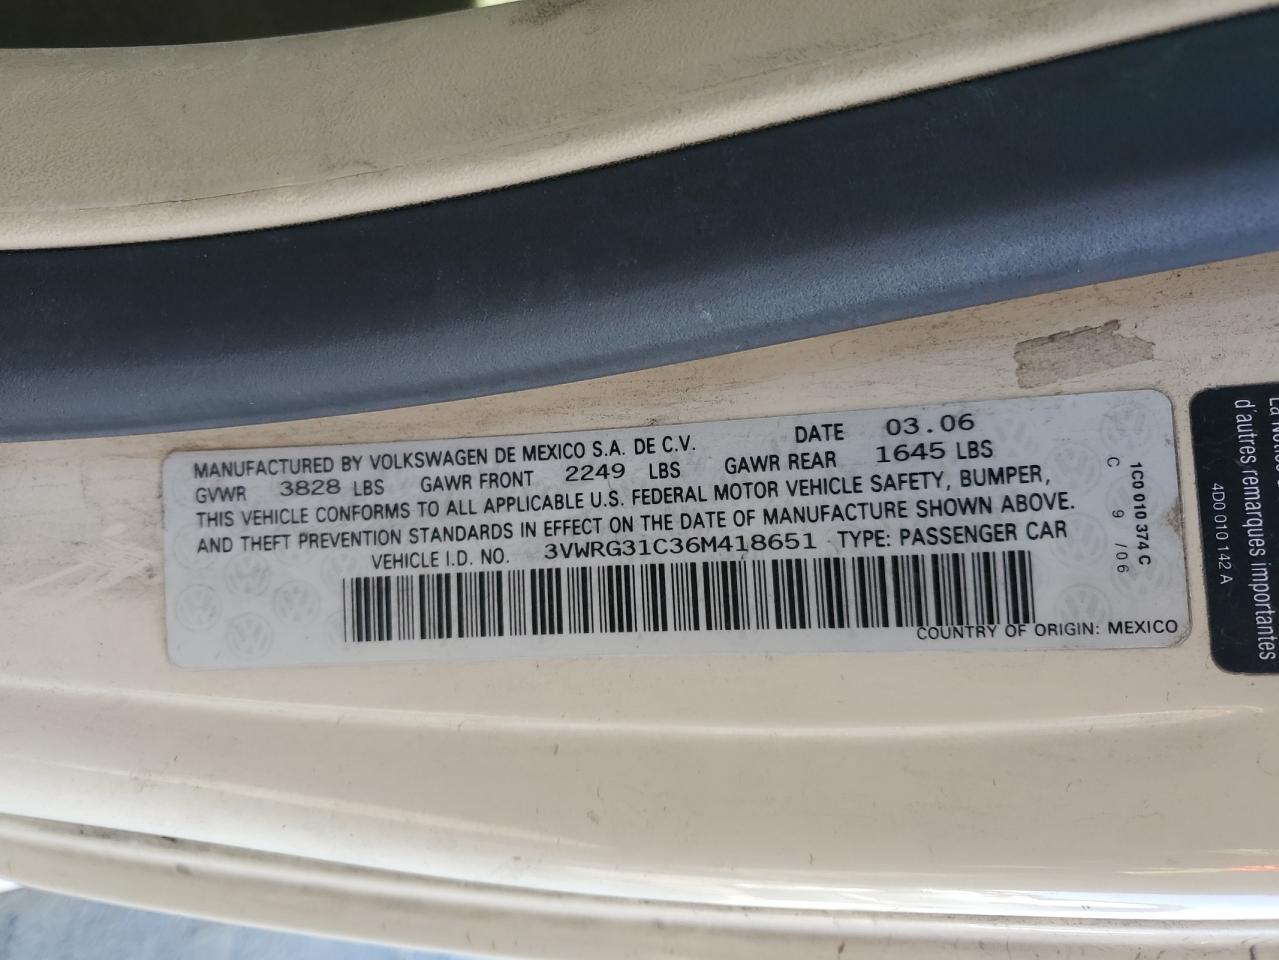 MANUFACTURED BY VOLKSWAGEN DE MEXICO S.A. DE C.V. DATE 03.06
GVWR 3828 LBS GAWR FRONT 2249 LBS GAWR REAR 1645 LBS
THIS VEHICLE CONFORMS TO ALL APPLICABLE U.S. FEDERAL MOTOR VEHICLE SAFETY, BUMPER,
AND THEFT PREVENTION STANDARDS IN EFFECT ON THE DATE OF MANUFACTURE SHOWN ABOVE.
VEHICLE I.D. NO. 3VWRG31C36M418651 TYPE: PASSENGER CAR
COUNTRY OF ORIGIN: MEXICO
1C0 010 374 C
C 9 /06
d'autres remarques importantes
4D0 010 142 A